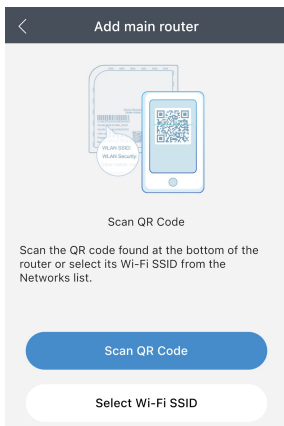 Add main router
WLAN SSID:
WLAN Security:
Scan QR Code
Scan the QR code found at the bottom of the
router or select its Wi-Fi SSID from the
Networks list.
Scan QR Code
Select Wi-Fi SSID